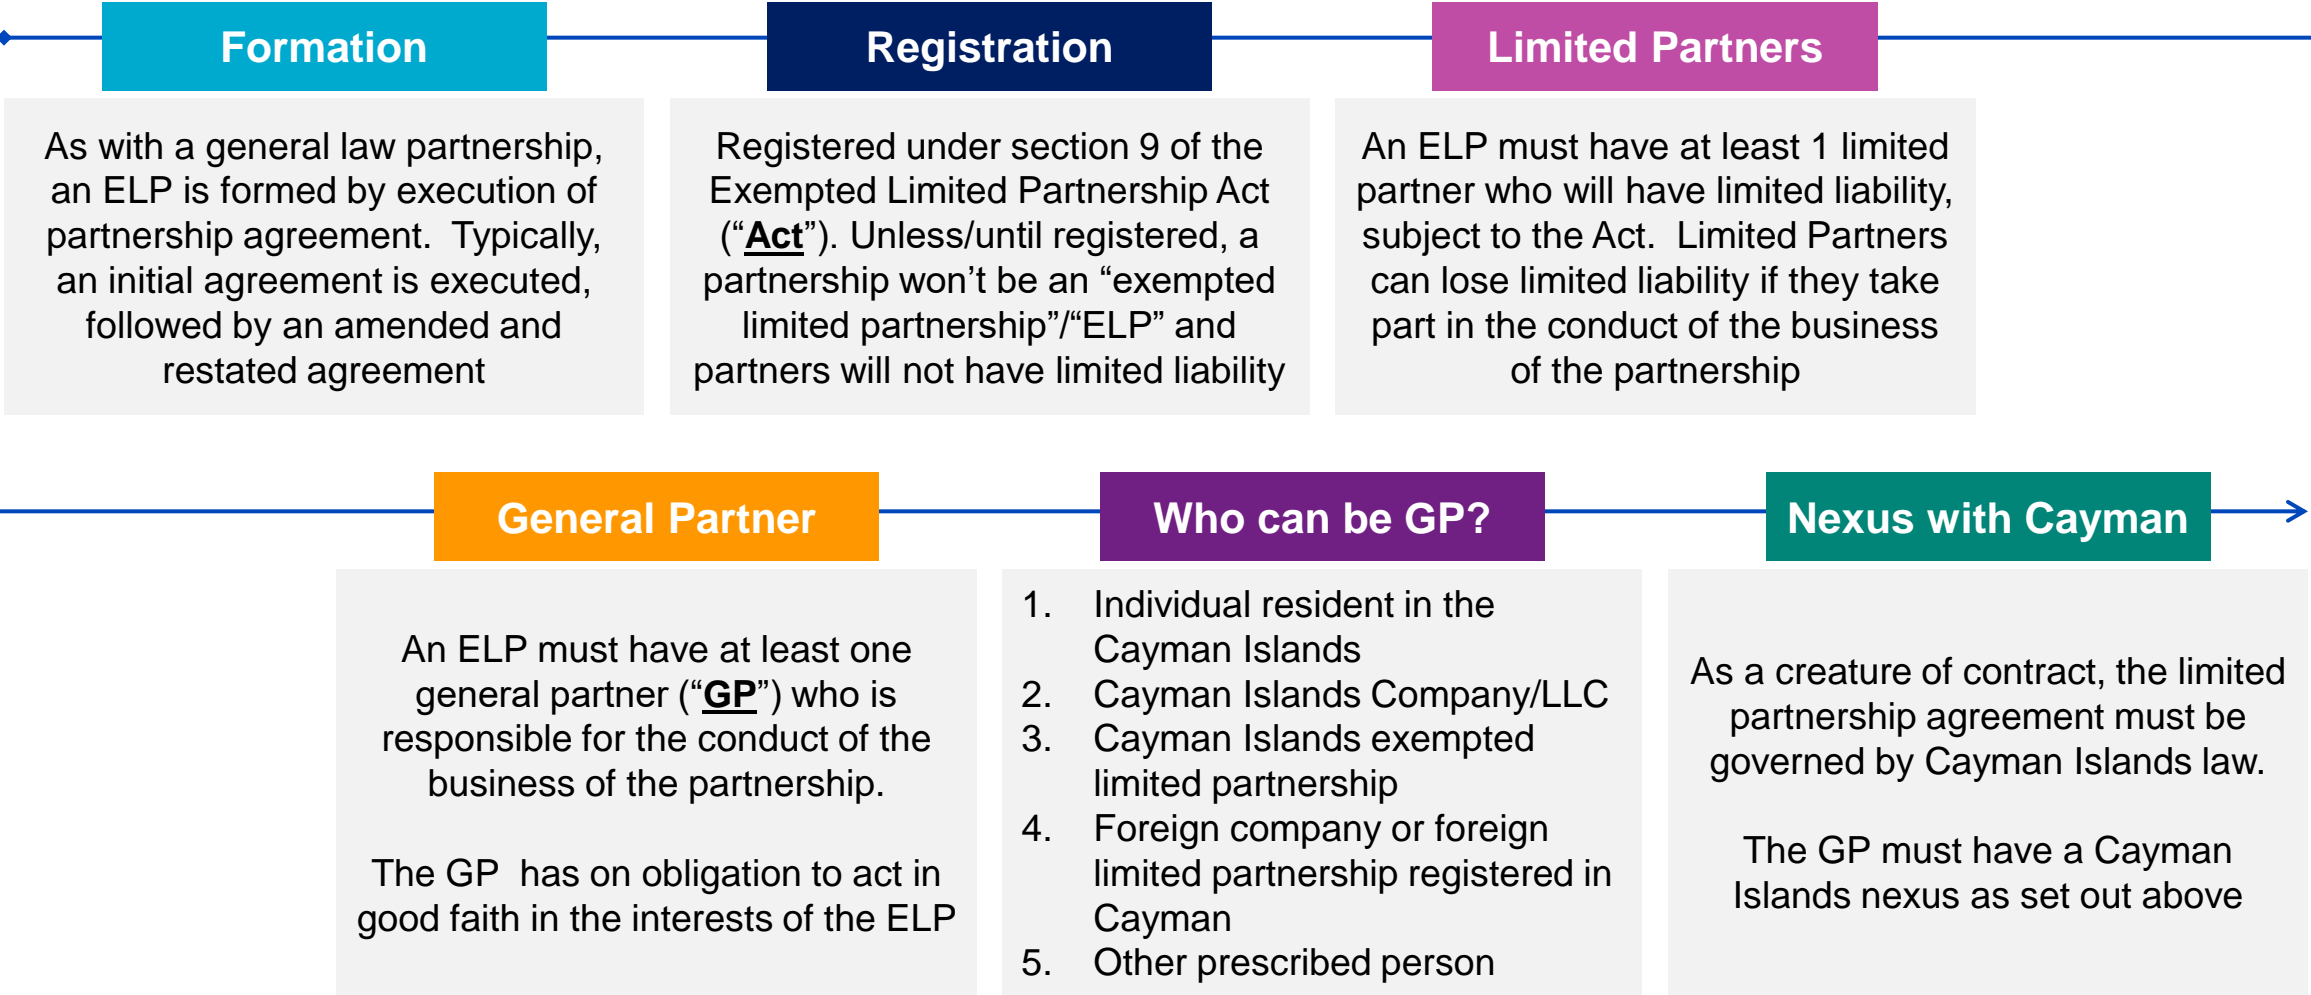 Formation
As with a general law partnership,
an ELP is formed by execution of
partnership agreement.  Typically,
an initial agreement is executed,
followed by an amended and
restated agreement
Registration
Registered under section 9 of the
Exempted Limited Partnership Act
(“Act”). Unless/until registered, a
partnership won’t be an “exempted
limited partnership”/“ELP” and
partners will not have limited liability
Limited Partners
An ELP must have at least 1 limited
partner who will have limited liability,
subject to the Act.  Limited Partners
can lose limited liability if they take
part in the conduct of the business
of the partnership
General Partner
An ELP must have at least one
general partner (“GP”) who is
responsible for the conduct of the
business of the partnership.
The GP  has on obligation to act in
good faith in the interests of the ELP
Who can be GP?
1. Individual resident in the
Cayman Islands
2. Cayman Islands Company/LLC
3. Cayman Islands exempted
limited partnership
4. Foreign company or foreign
limited partnership registered in
Cayman
5. Other prescribed person
Nexus with Cayman
As a creature of contract, the limited
partnership agreement must be
governed by Cayman Islands law.
The GP must have a Cayman
Islands nexus as set out above